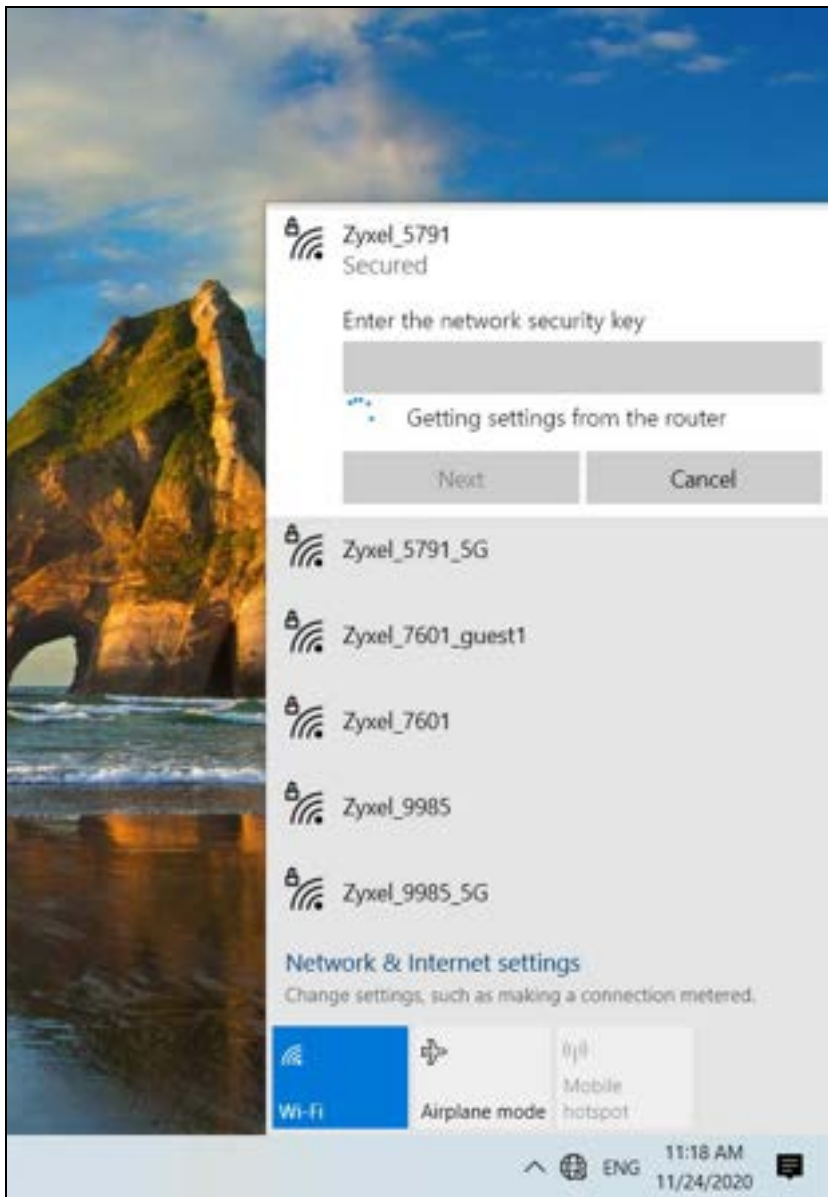 Zyxel_5791
Secured
Enter the network security key
Getting settings from the router
Next
Cancel
Zyxel_5791_5G
Zyxel_7601_guest1
Zyxel_7601
Zyxel_9985
Zyxel_9985_5G
Network & Internet settings
Change settings, such as making a connection metered.
Wi-Fi
Airplane mode
Mobile
hotspot
ENG
11:18 AM
11/24/2020